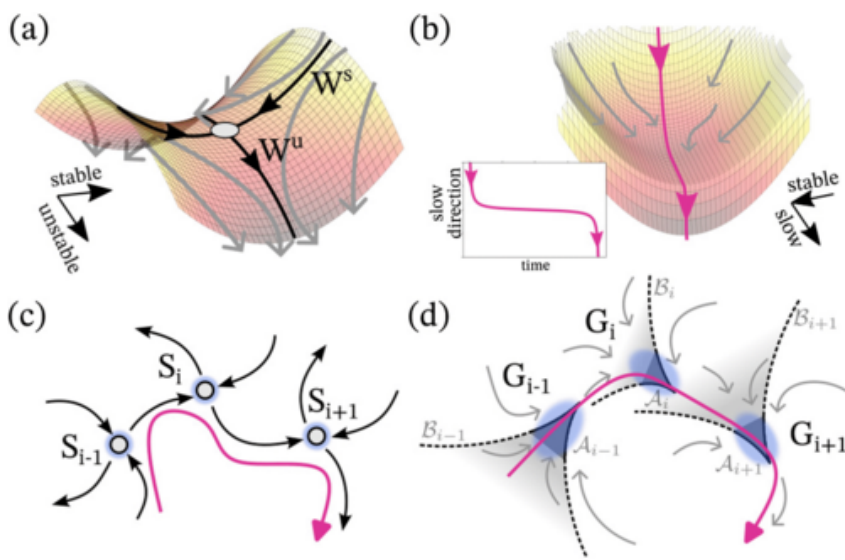 (a)
W^s
W^u
stable
unstable
(b)
slow
direction
time
stable
slow
(c)
S_i
S_{i-1}
S_{i+1}
(d)
B_i
B_{i+1}
G_i
G_{i-1}
A_i
B_{i-1}
A_{i-1}
A_{i+1}
G_{i+1}